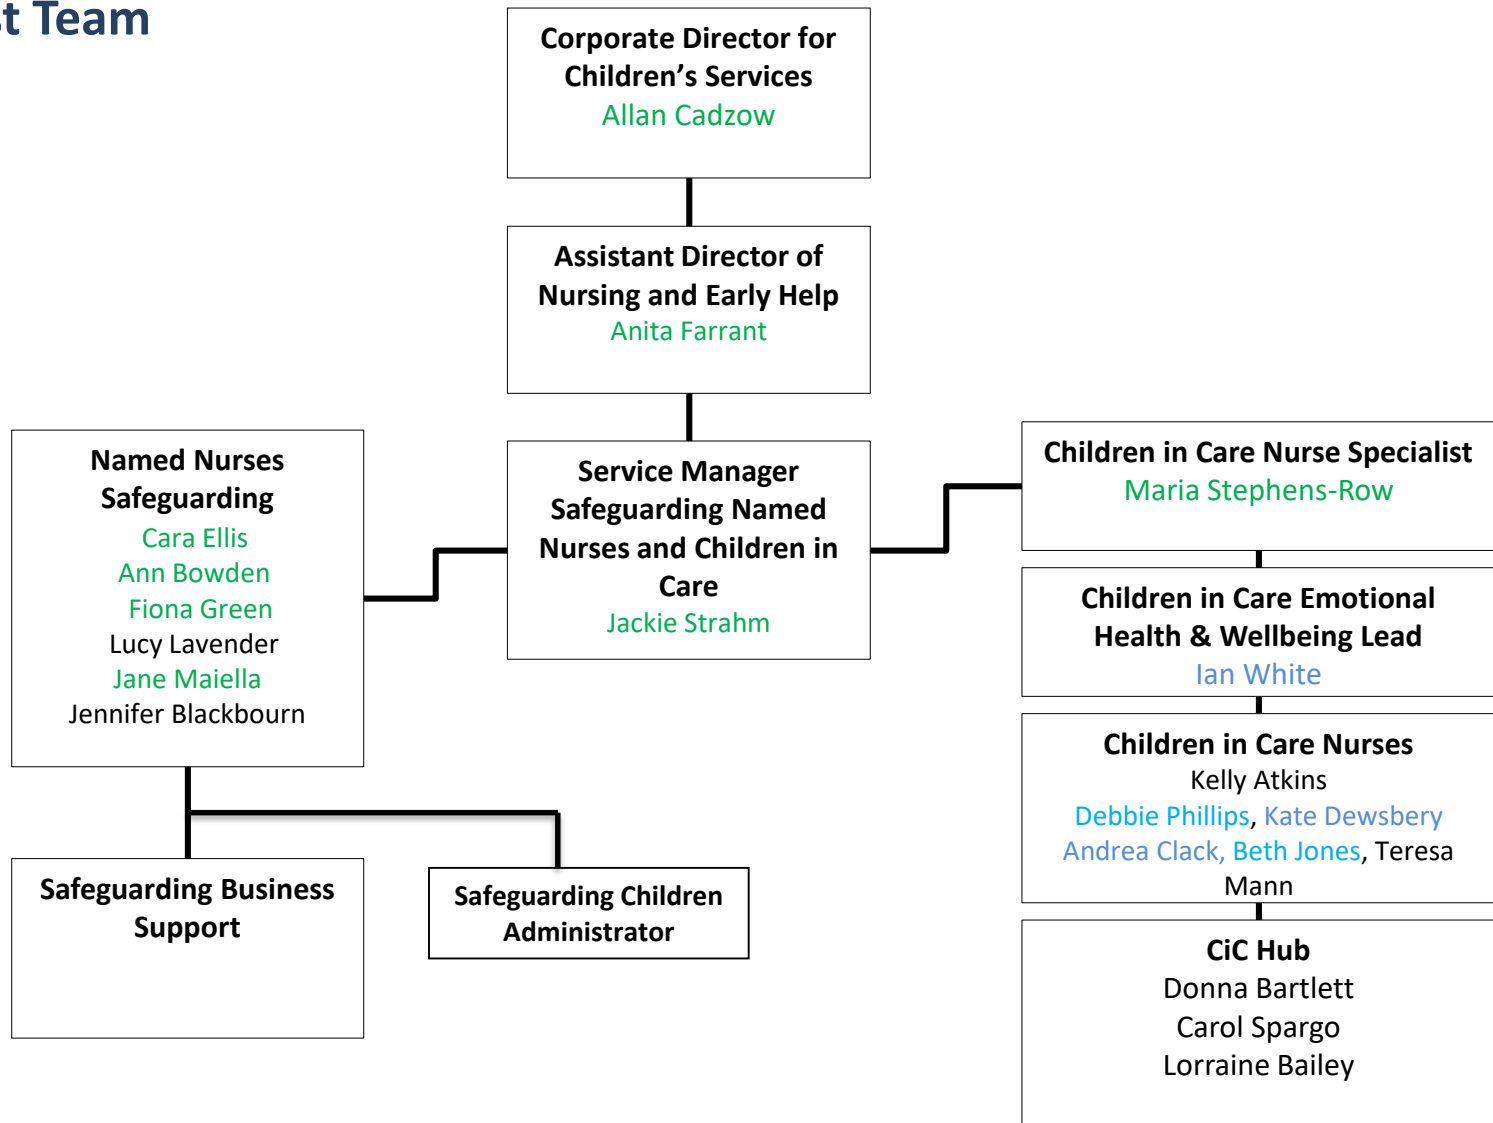 st Team
Corporate Director for
Children’s Services
Allan Cadzow
Assistant Director of
Nursing and Early Help
Anita Farrant
Named Nurses
Safeguarding
Cara Ellis
Ann Bowden
Fiona Green
Lucy Lavender
Jane Maiella
Jennifer Blackbourn
Service Manager
Safeguarding Named
Nurses and Children in
Care
Jackie Strahm
Children in Care Nurse Specialist
Maria Stephens-Row
Children in Care Emotional
Health & Wellbeing Lead
Ian White
Children in Care Nurses
Kelly Atkins
Debbie Phillips, Kate Dewsbery
Andrea Clack, Beth Jones, Teresa
Mann
Safeguarding Business
Support
Safeguarding Children
Administrator
CiC Hub
Donna Bartlett
Carol Spargo
Lorraine Bailey